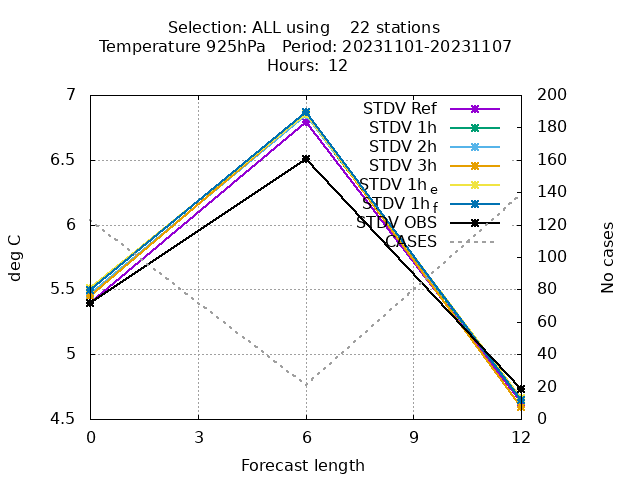 Selection: ALL using    22 stations
Temperature 925hPa   Period: 20231101-20231107
Hours:  12
7
6.5
6
5.5
5
4.5
deg C
200
180
160
140
120
100
80
60
40
20
0
No cases
STDV Ref
STDV 1h
STDV 2h
STDV 3h
STDV 1h e
STDV 1h f
STDV OBS
CASES
0 3 6 9 12
Forecast length